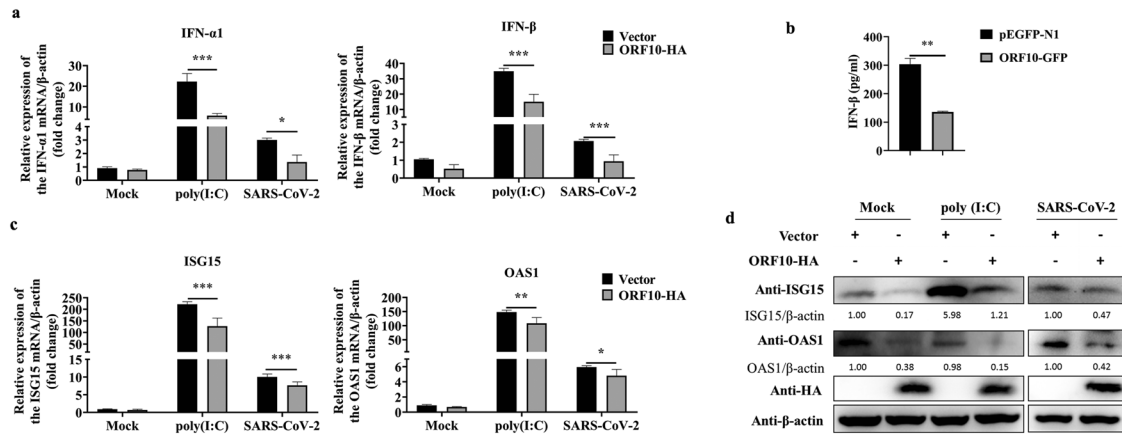 a
IFN-α1
Relative expression of
the IFN-α1 mRNA/β-actin
(fold change)
30
20
10
4
3
2
1
0
***
*
Mock
poly(I:C)
SARS-CoV-2
IFN-β
Relative expression of
the IFN-β mRNA/β-actin
(fold change)
40
30
20
10
0
2
1
0
***
***
Mock
poly(I:C)
SARS-CoV-2
Vector
ORF10-HA
b
IFN-β (pg/ml)
400
300
200
100
0
**
pEGFP-N1
ORF10-GFP
c
ISG15
Relative expression of
the ISG15 mRNA/β-actin
(fold change)
250
200
150
100
50
15
10
5
0
***
***
Mock
poly(I:C)
SARS-CoV-2
OAS1
Relative expression of
the OAS1 mRNA/β-actin
(fold change)
200
150
100
50
8
6
4
2
0
**
*
Mock
poly(I:C)
SARS-CoV-2
Vector
ORF10-HA
d
Mock poly (I:C) SARS-CoV-2
Vector + - + - + -
ORF10-HA - + - + - +
Anti-ISG15
ISG15/β-actin 1.00 0.17 5.98 1.21 1.00 0.47
Anti-OAS1
OAS1/β-actin 1.00 0.38 0.98 0.15 1.00 0.42
Anti-HA
Anti-β-actin